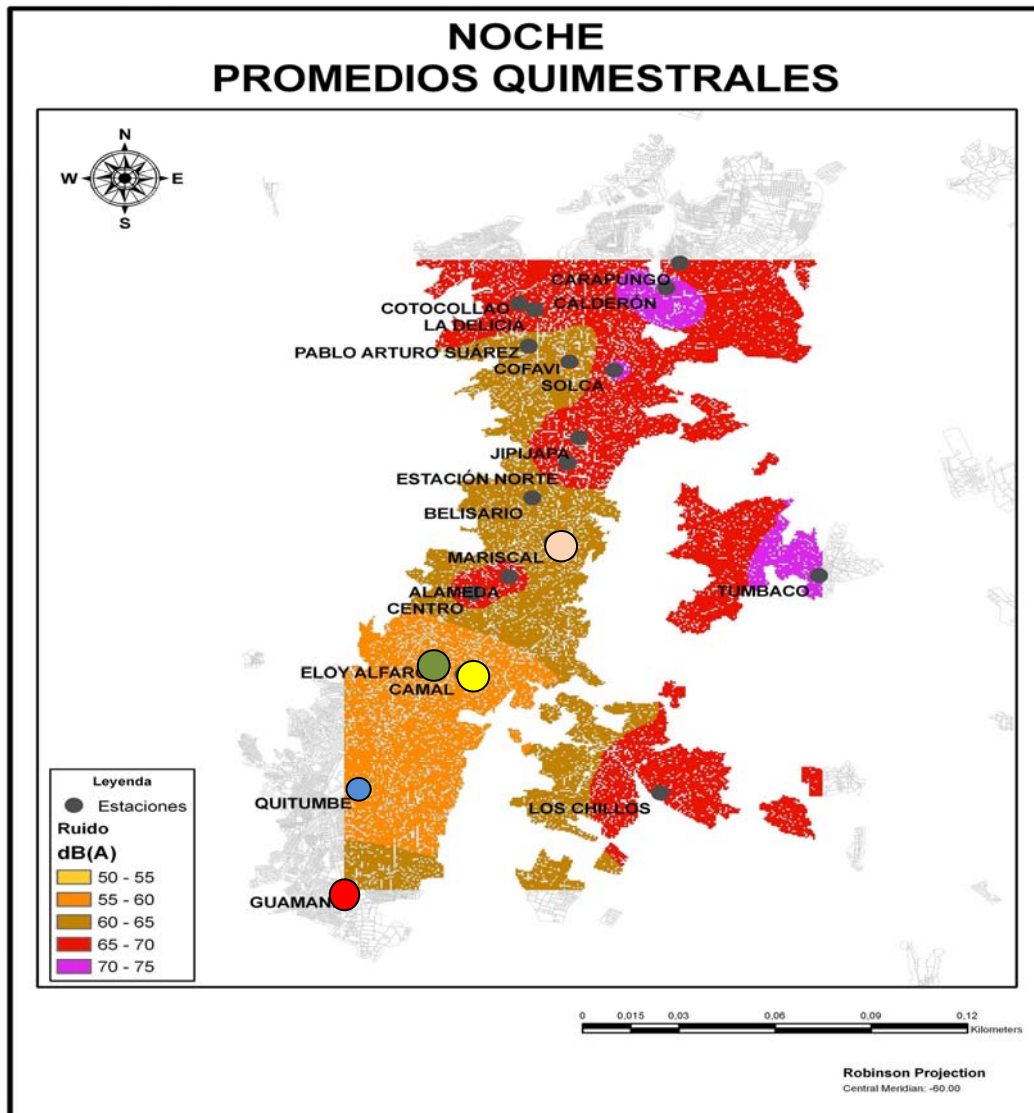 NOCHE
PROMEDIOS QUIMESTRALES
N
W
E
S
CARAPUNGO
CALDERÓN
COTOCOLLAO
LA DELICIA
PABLO ARTURO SUÁREZ
COFAVI
SOLCA
JIPIJAPA
ESTACIÓN NORTE
BELISARIO
MARISCAL
ALAMEDA
TUMBACO
CENTRO
ELOY ALFARO
CAMAL
QUITUMBE
LOS CHILLOS
GUAMAN
Leyenda
Estaciones
Ruido
dB(A)
50 - 55
55 - 60
60 - 65
65 - 70
70 - 75
0 0,015 0,03 0,06 0,09 0,12
Kilometers
Robinson Projection
Central Meridian: -60.00